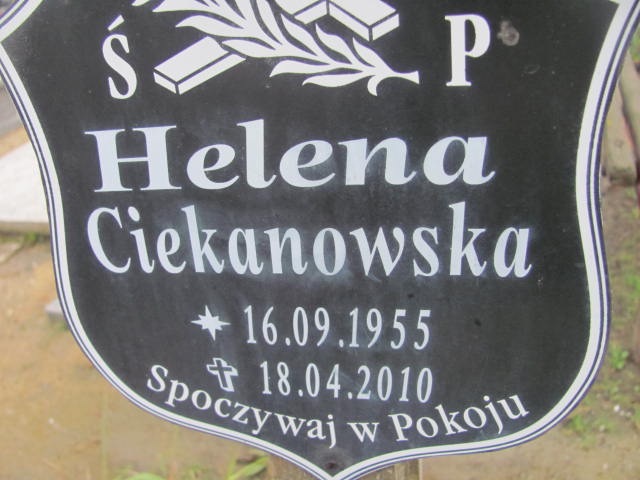 Ś P
Helena
Ciekanowska
16.09.1955
18.04.2010
Spoczywaj w Pokoju